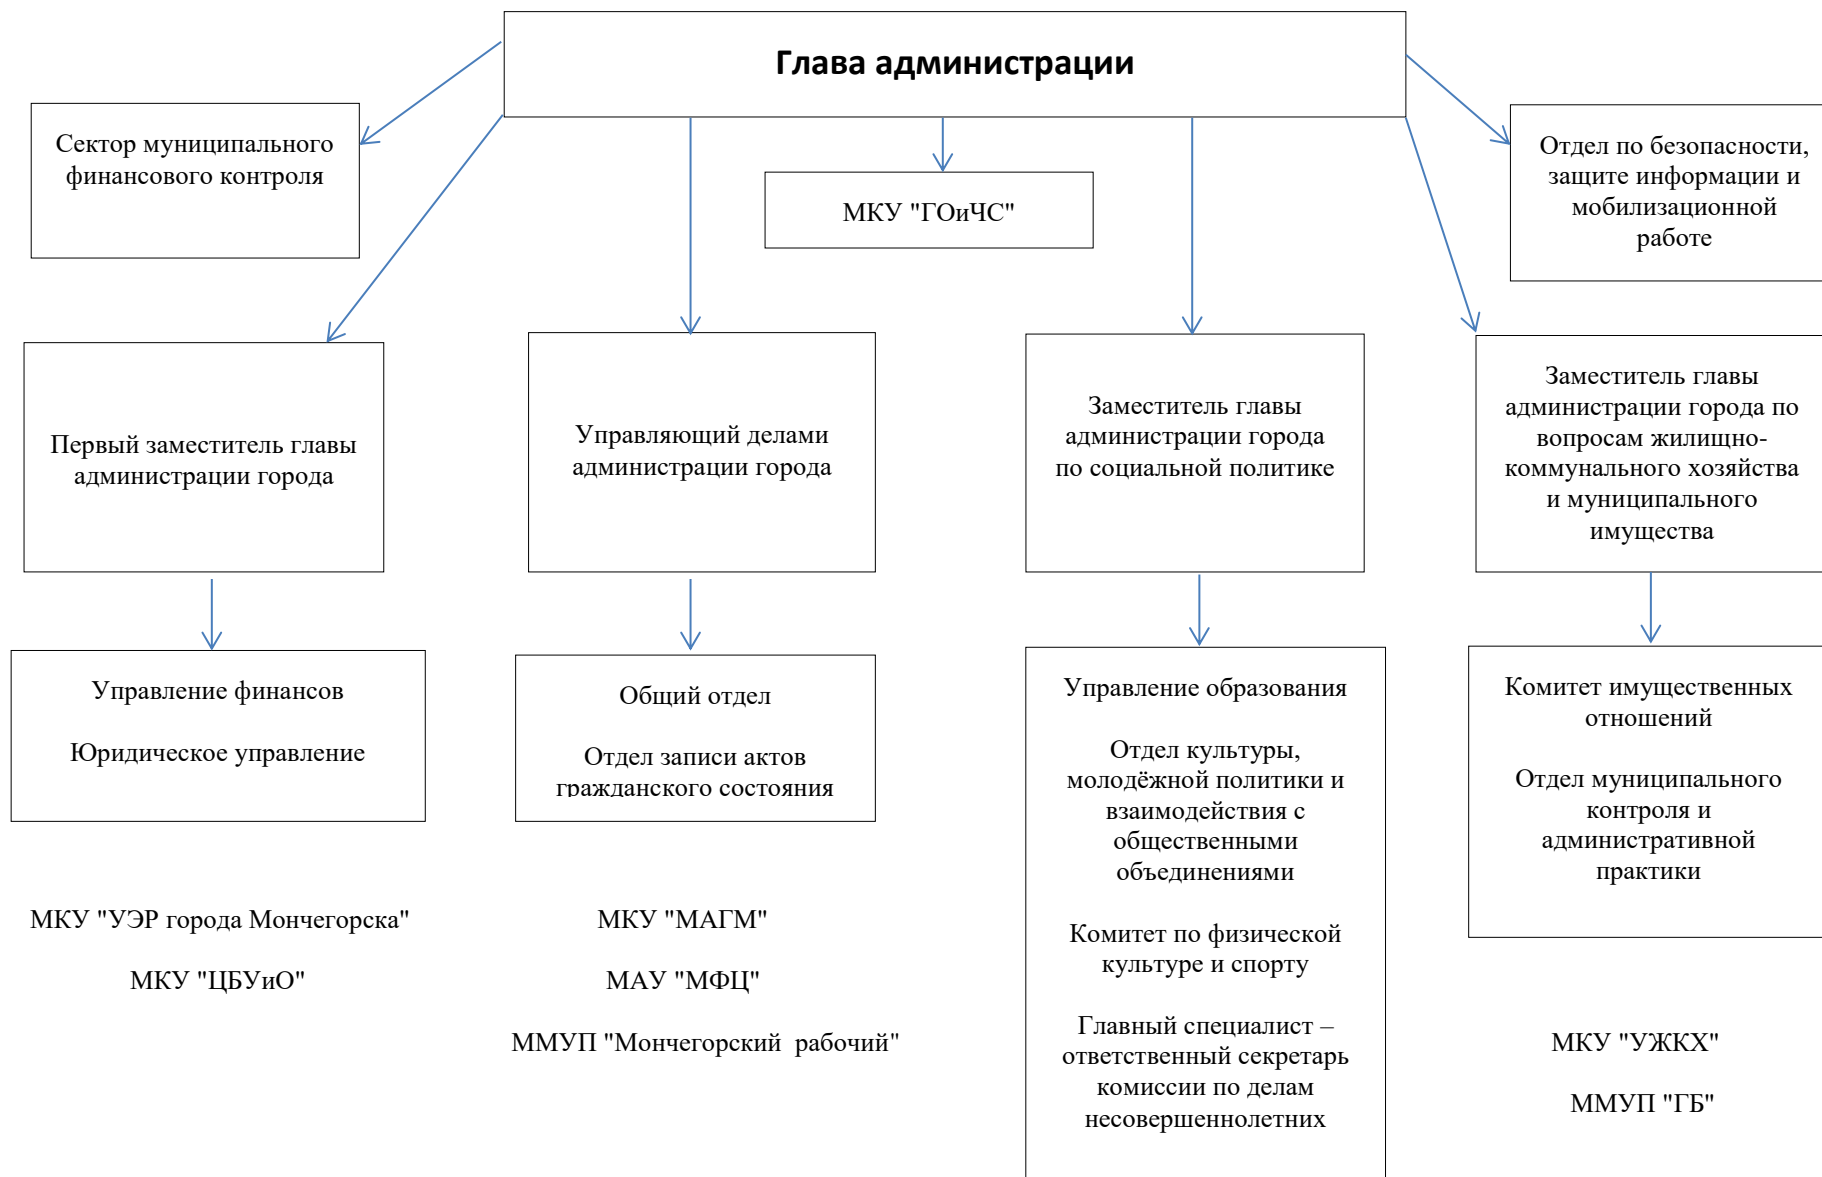 Глава администрации
Сектор муниципального
финансового контроля
МКУ "ГОиЧС"
Отдел по безопасности,
защите информации и
мобилизационной
работе
Первый заместитель главы
администрации города
Управляющий делами
администрации города
Заместитель главы
администрации города
по социальной политике
Заместитель главы
администрации города по
вопросам жилищно-
коммунального хозяйства
и муниципального
имущества
Управление финансов
Юридическое управление
Общий отдел
Отдел записи актов
гражданского состояния
Управление образования
Отдел культуры,
молодёжной политики и
взаимодействия с
общественными
объединениями
Комитет по физической
культуре и спорту
Главный специалист –
ответственный секретарь
комиссии по делам
несовершеннолетних
Комитет имущественных
отношений
Отдел муниципального
контроля и
административной
практики
МКУ "УЭР города Мончегорска"
МКУ "ЦБУиО"
МКУ "МАГМ"
МАУ "МФЦ"
ММУП "Мончегорский рабочий"
МКУ "УЖКХ"
ММУП "ГБ"